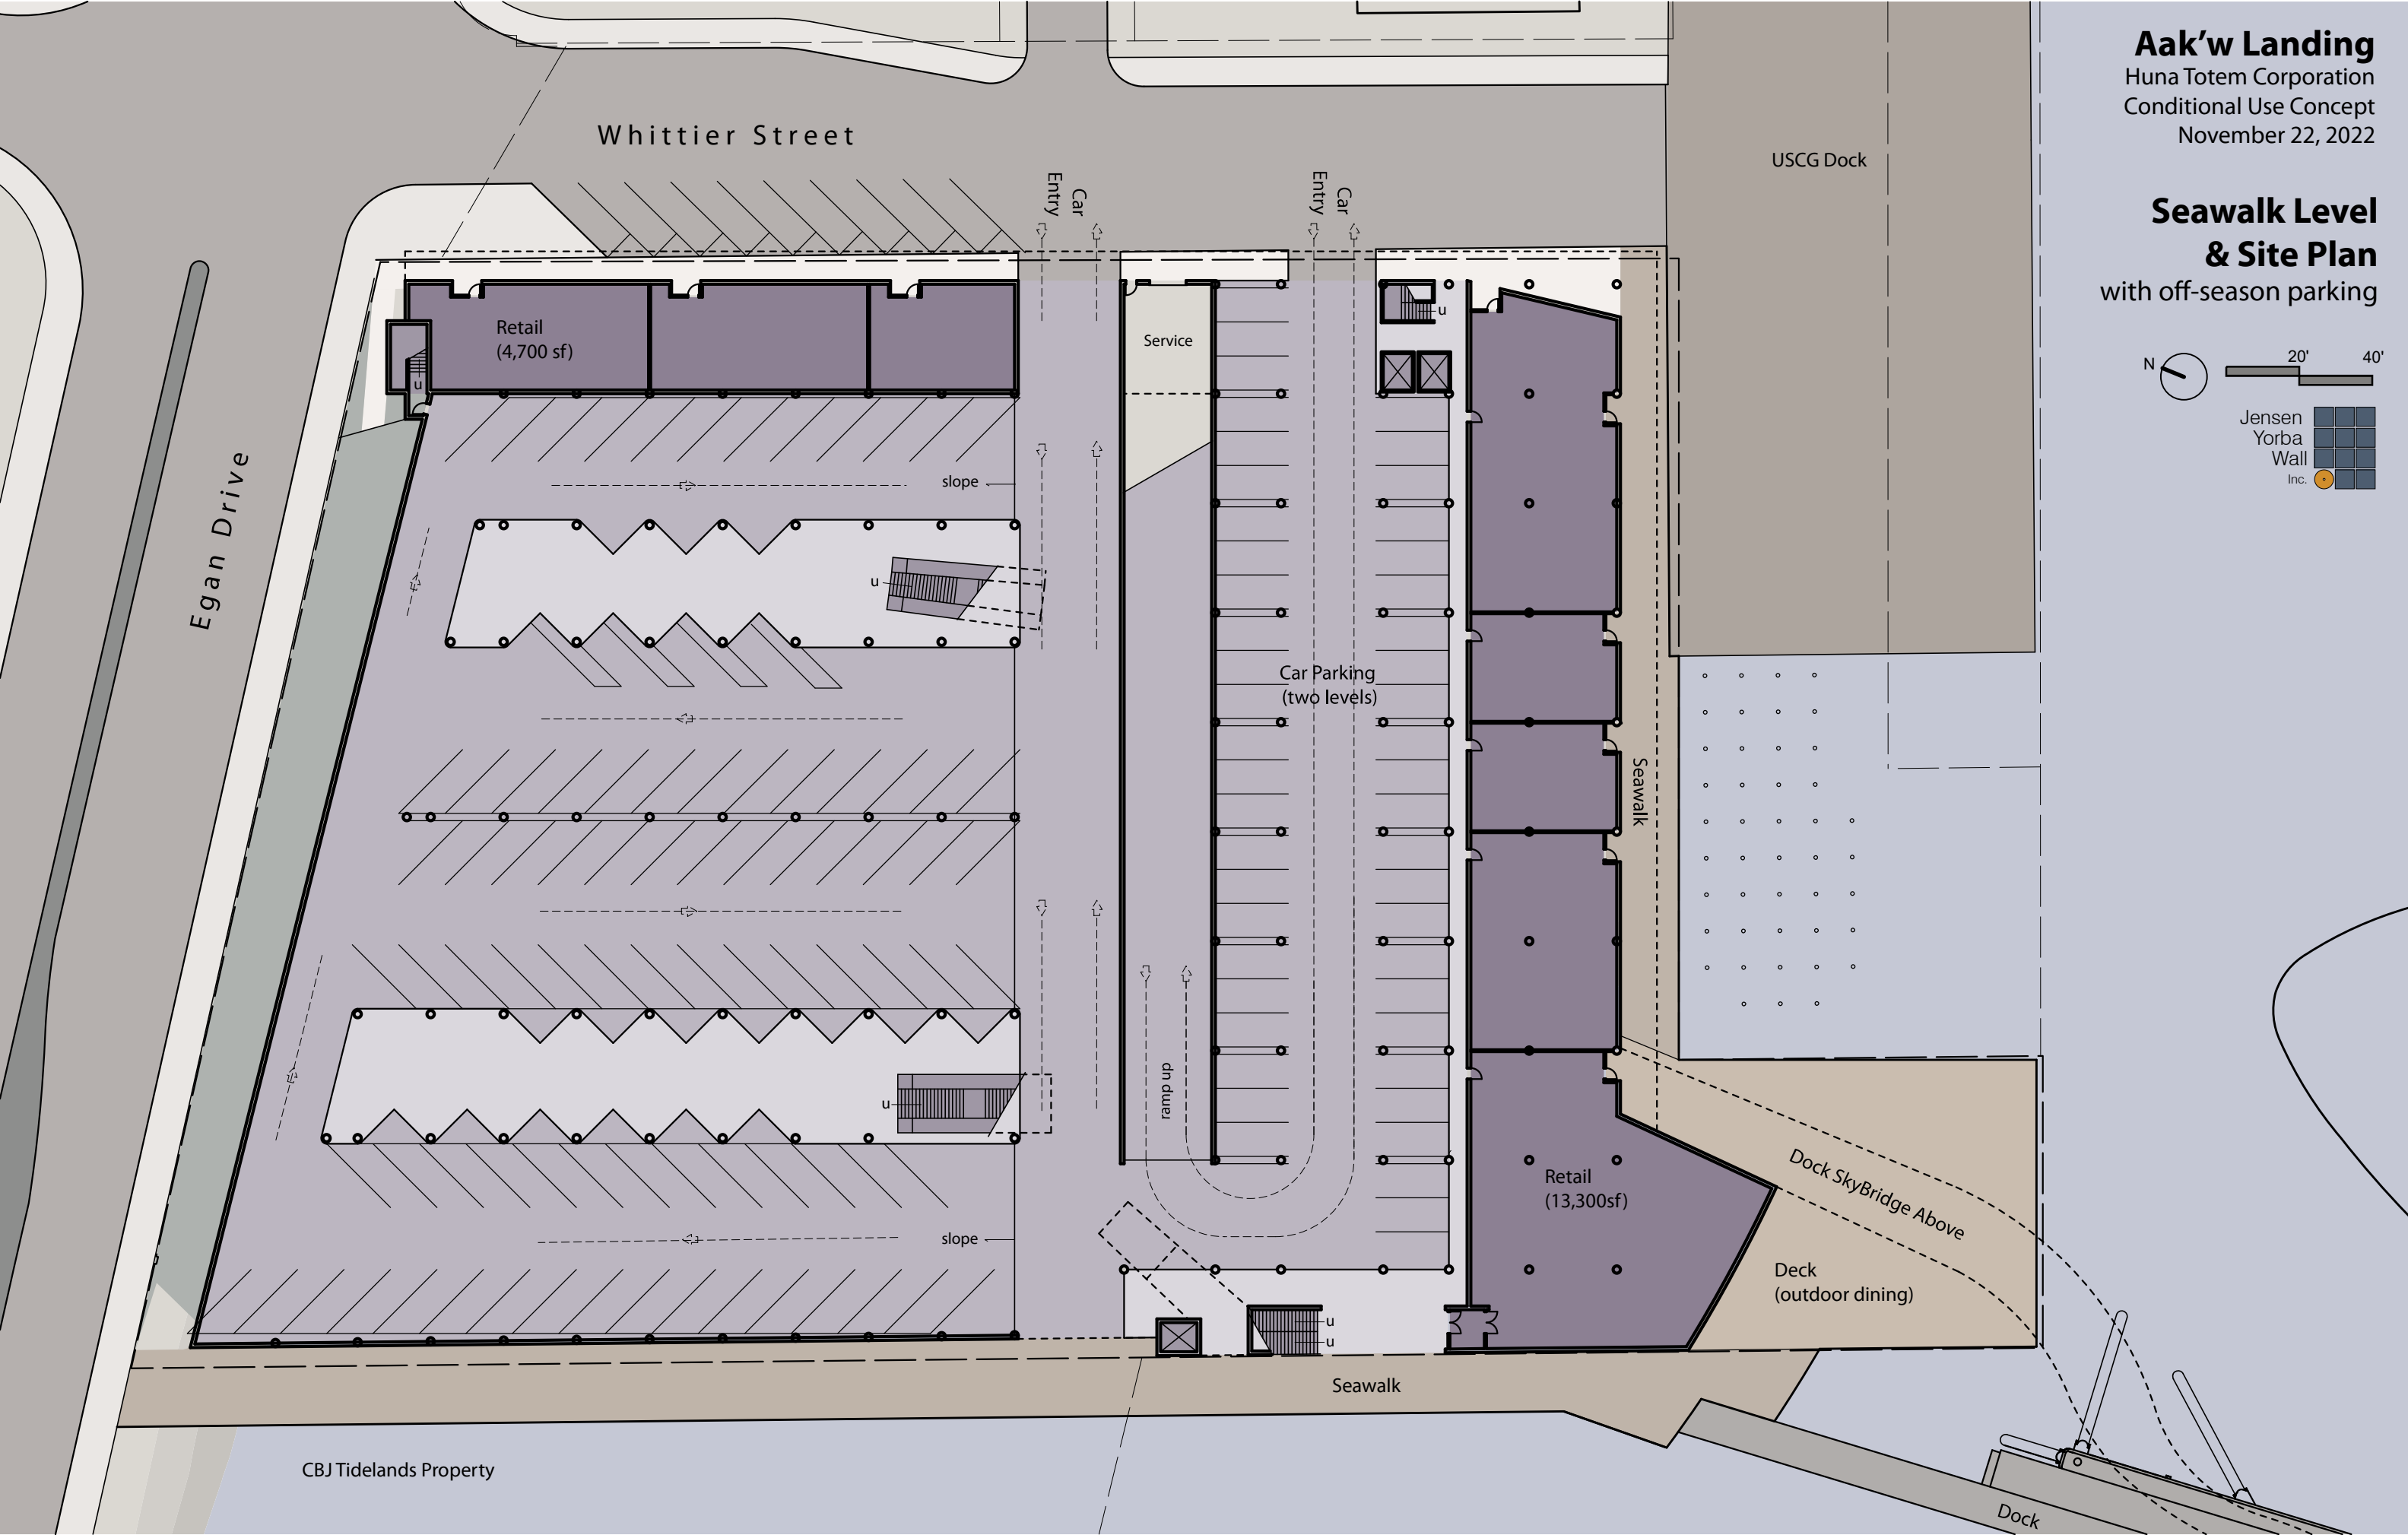 Aak’w Landing
Huna Totem Corporation
Conditional Use Concept
November 22, 2022
Seawalk Level
& Site Plan
with off-season parking
N
20'
40'
Jensen
Yorba
Wall
Inc.
Whittier Street
USCG Dock
Car
Entry
Car
Entry
Egan Drive
Retail
(4,700 sf)
u
Service
u
slope
u
Car Parking
(two levels)
Seawalk
u
ramp up
slope
Retail
(13,300sf)
Dock SkyBridge Above
Deck
(outdoor dining)
u
u
Seawalk
CBJ Tidelands Property
Dock